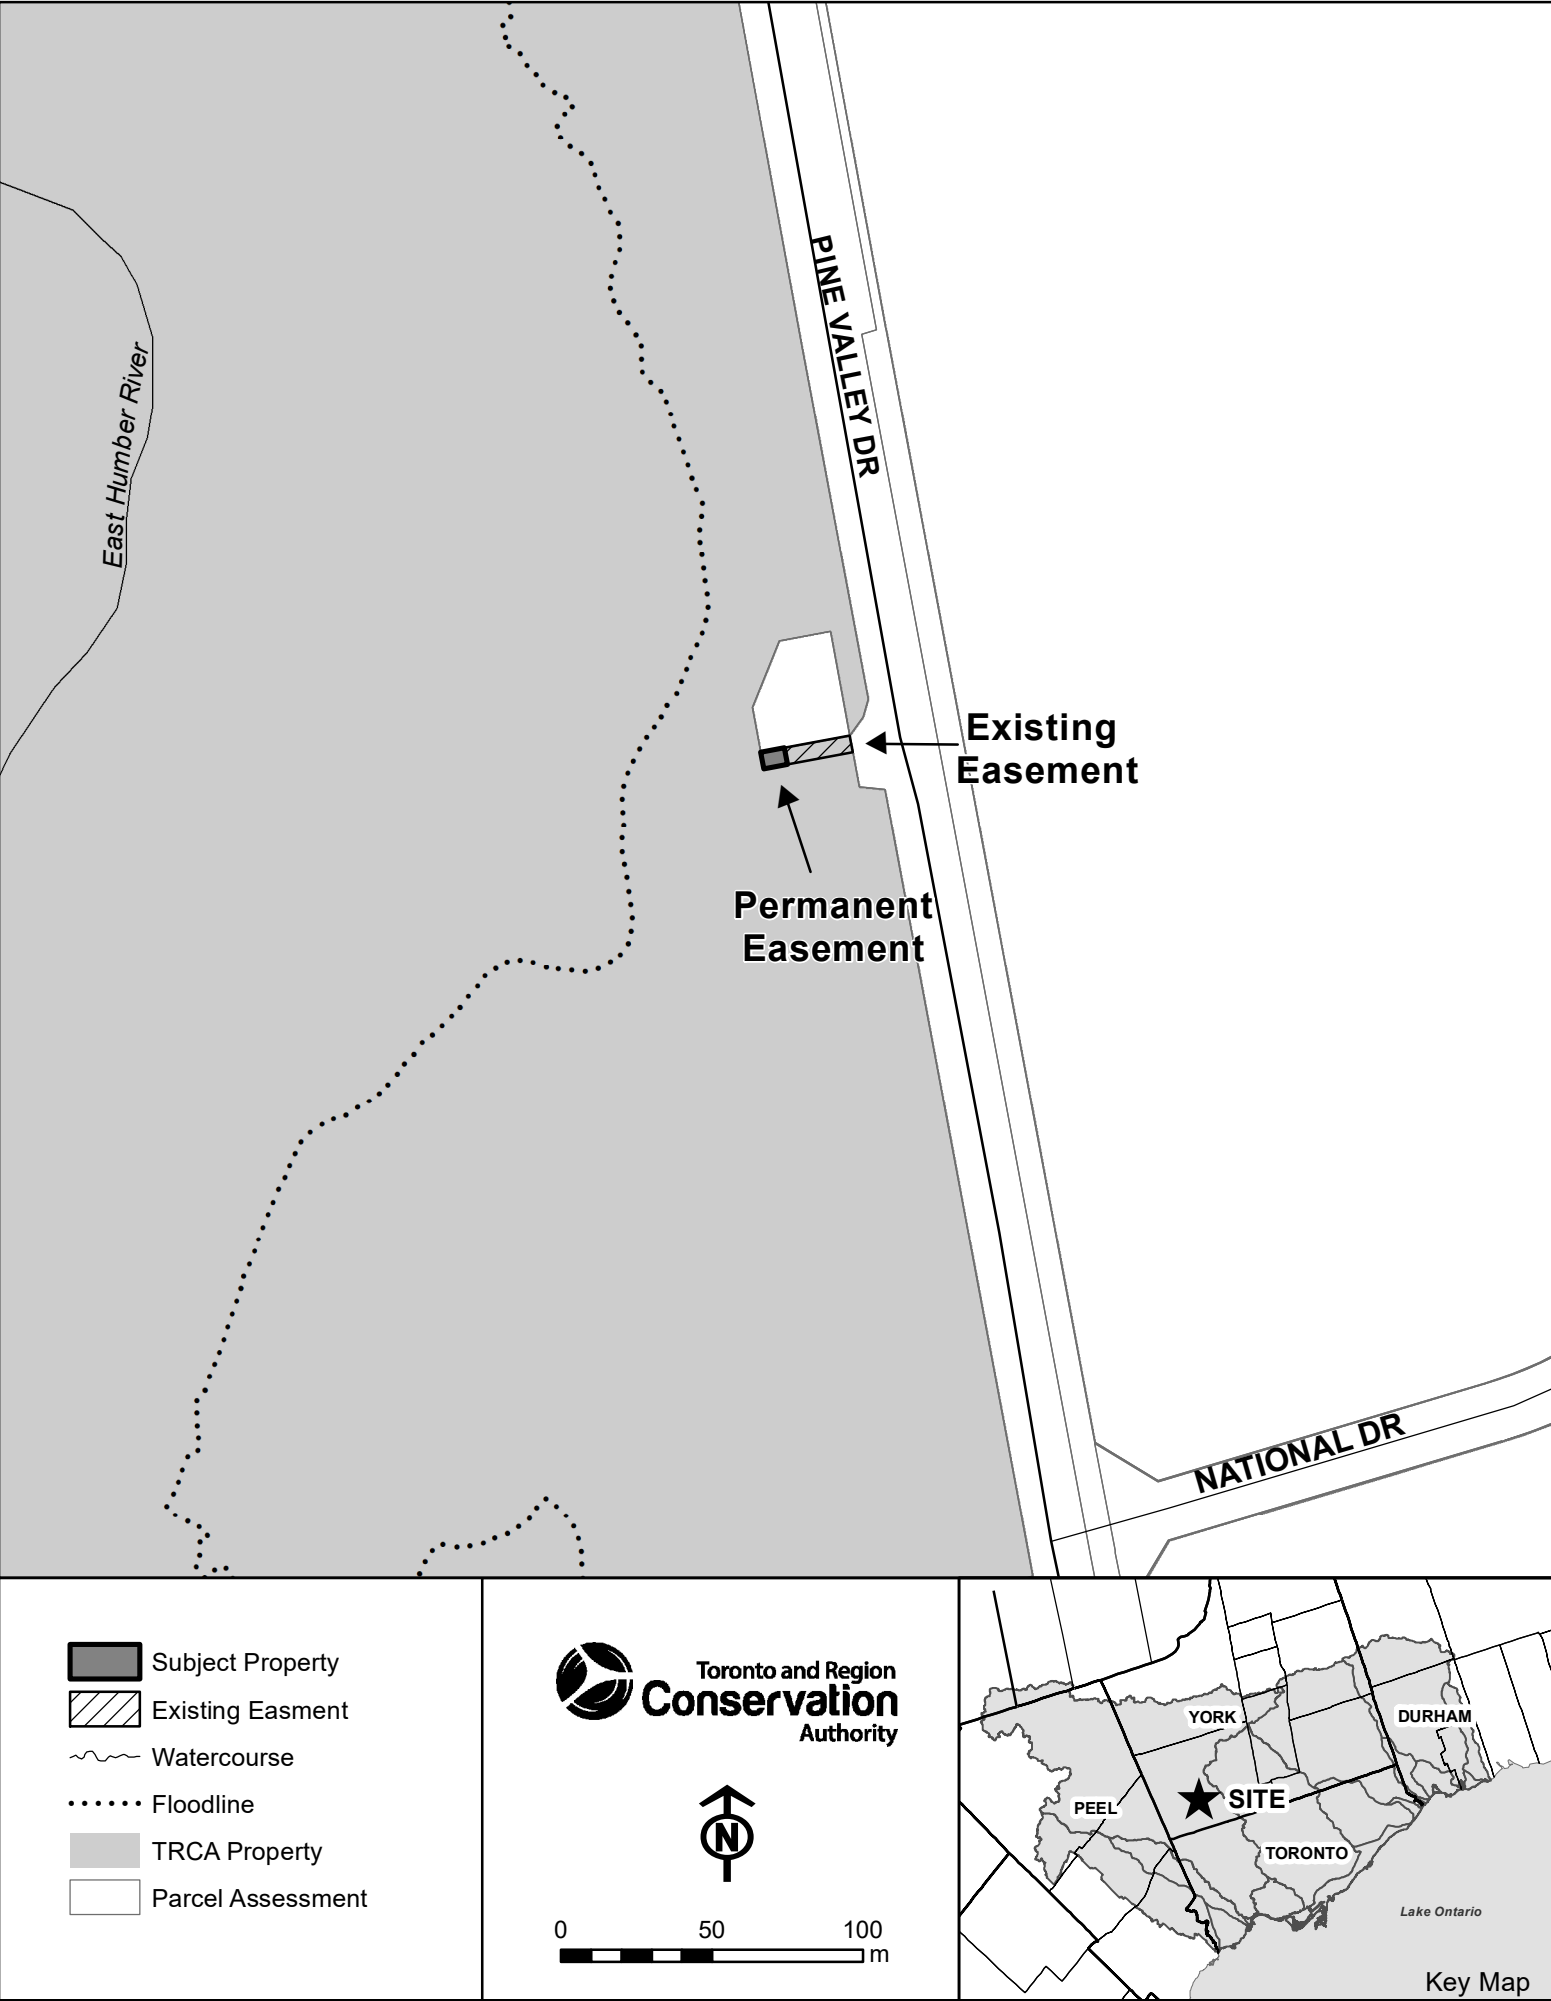 PINE VALLEY DR
East Humber River
Existing
Easement
Permanent
Easement
NATIONAL DR
Subject Property
Existing Easment
Watercourse
Floodline
TRCA Property
Parcel Assessment
Toronto and Region
Conservation
Authority
N
0 50 100
m
YORK
DURHAM
PEEL
SITE
TORONTO
Lake Ontario
Key Map